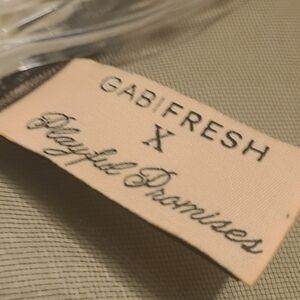 GABIFRESH
X
Playful Promises